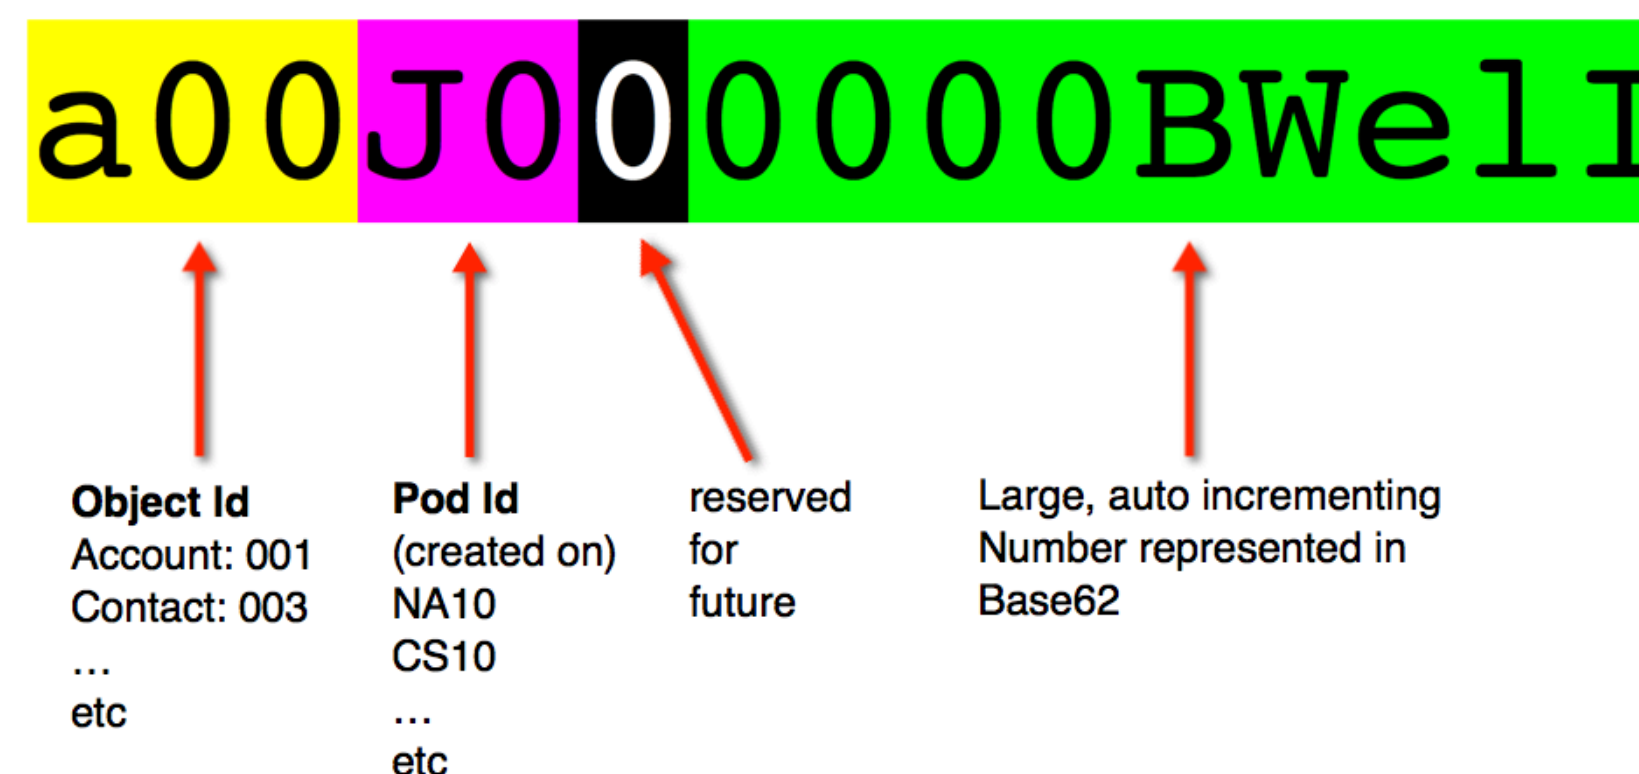 a00J000000BWelI
Object Id
Account: 001
Contact: 003
...
etc
Pod Id
(created on)
NA10
CS10
...
etc
reserved
for
future
Large, auto incrementing
Number represented in
Base62